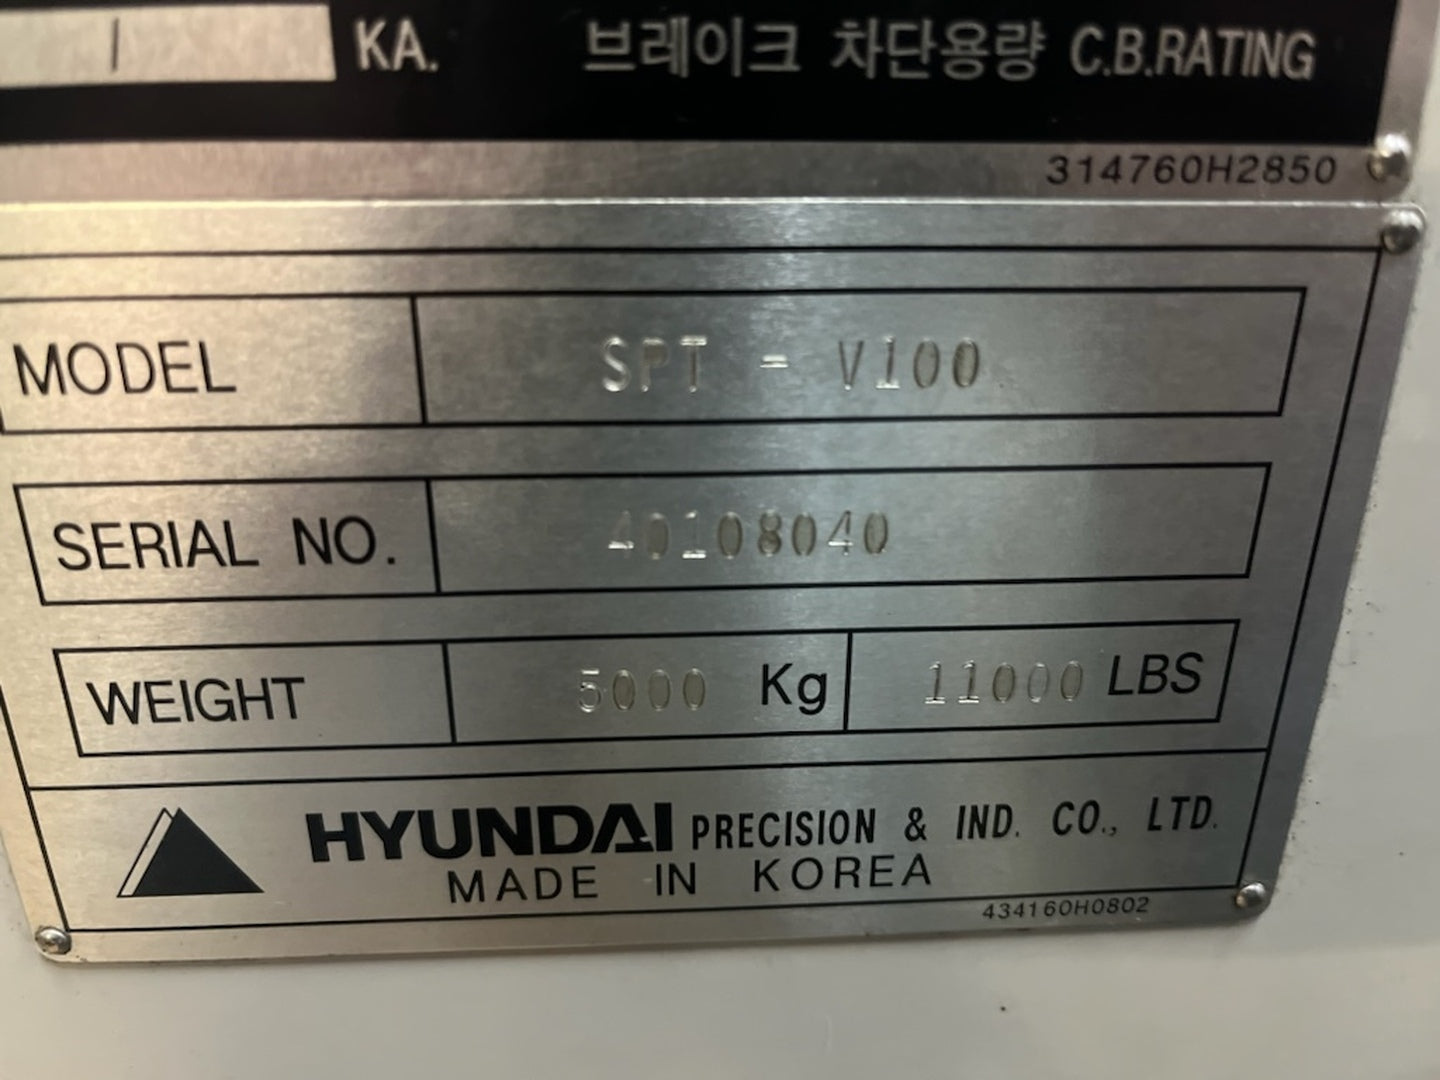 1 KA. 브레이크 차단용량 C.B.RATING
314760H2850
MODEL SPT - V100
SERIAL NO. 40108040
WEIGHT 5000 Kg 11000 LBS
HYUNDAI PRECISION & IND. CO., LTD.
MADE IN KOREA
434160H0802